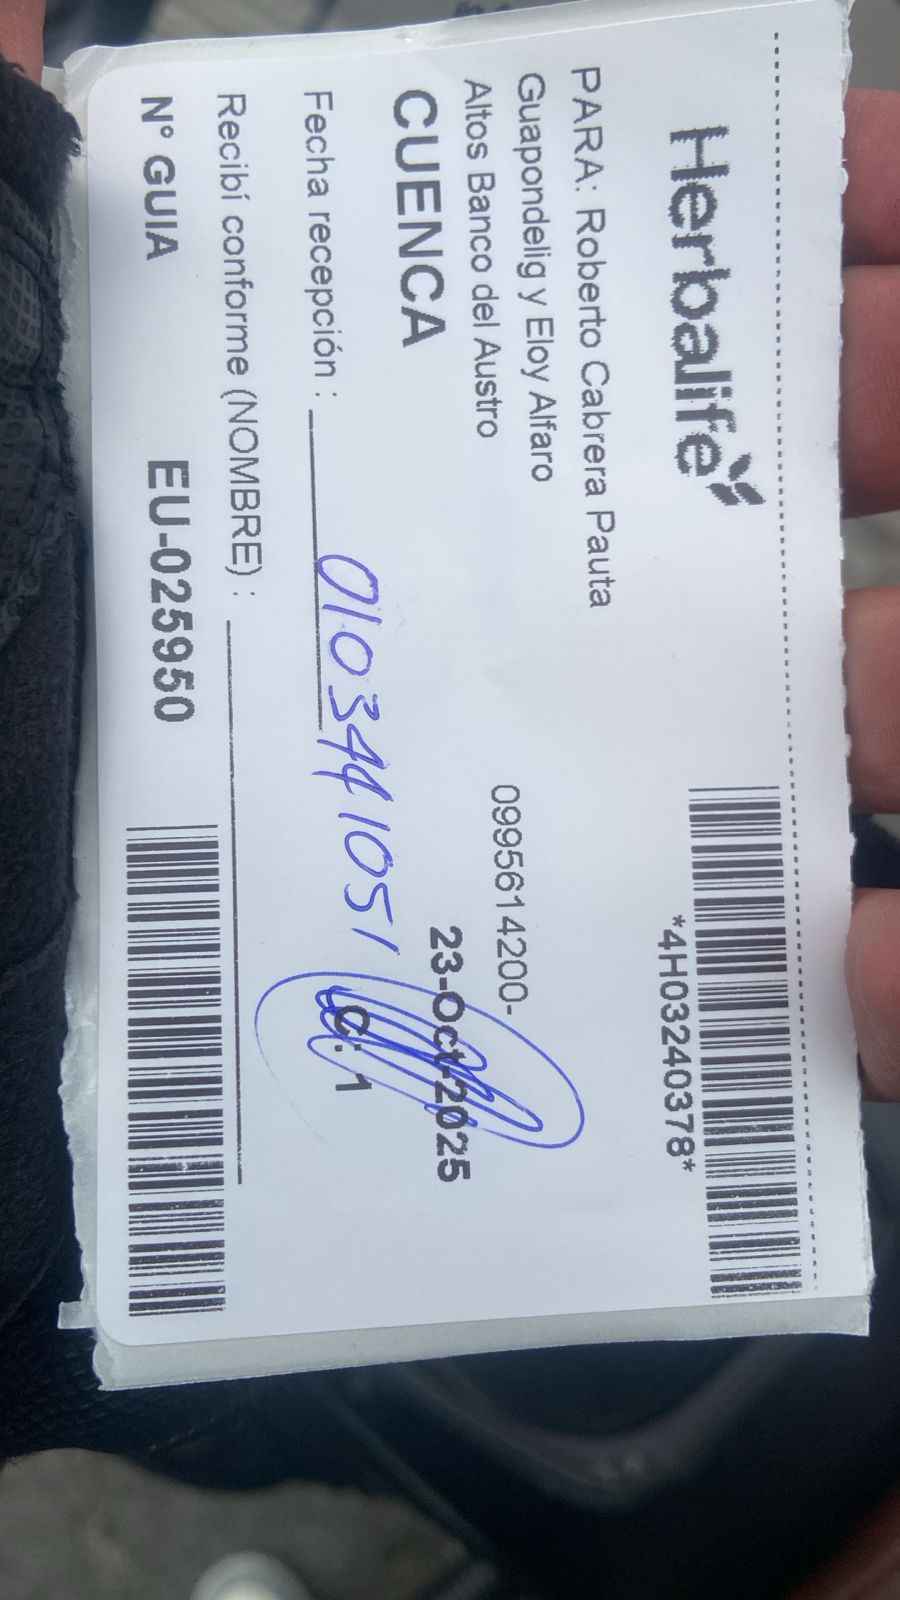 Herbalife
*4H03240378*
PARA: Roberto Cabrera Pauta
Guapondelig y Eloy Alfaro
Altos Banco del Austro
0995614200-
CUENCA
23-Oct-2025
Fecha recepción :
0103441051
C: 1
Recibí conforme (NOMBRE) :
N° GUIA EU-025950